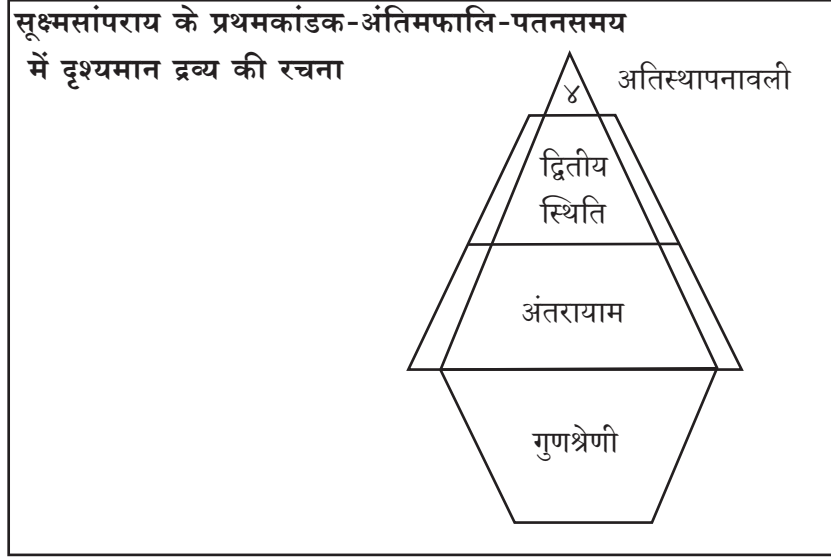 सूक्ष्मसांपराय के प्रथमकांडक-अंतिमफालि-पतनसमय
में दृश्यमान द्रव्य की रचना
४
अतिस्थापनावली
द्वितीय
स्थिति
अंतरायाम
गुणश्रेणी